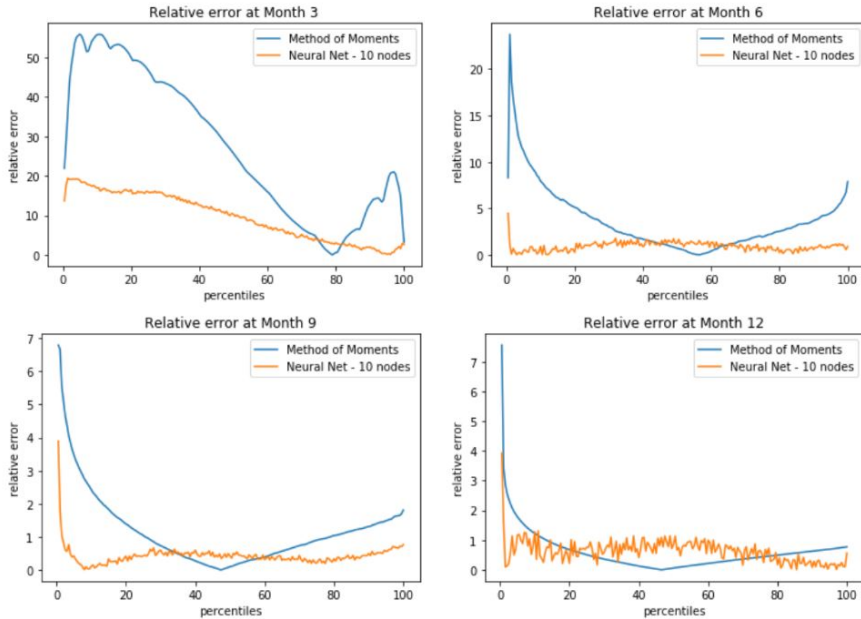 Relative error at Month 3
Method of Moments
Neural Net - 10 nodes
relative error
50
40
30
20
10
0
0 20 40 60 80 100
percentiles
Relative error at Month 6
Method of Moments
Neural Net - 10 nodes
relative error
20
15
10
5
0
0 20 40 60 80 100
percentiles
Relative error at Month 9
Method of Moments
Neural Net - 10 nodes
relative error
7
6
5
4
3
2
1
0
0 20 40 60 80 100
percentiles
Relative error at Month 12
Method of Moments
Neural Net - 10 nodes
relative error
7
6
5
4
3
2
1
0
0 20 40 60 80 100
percentiles